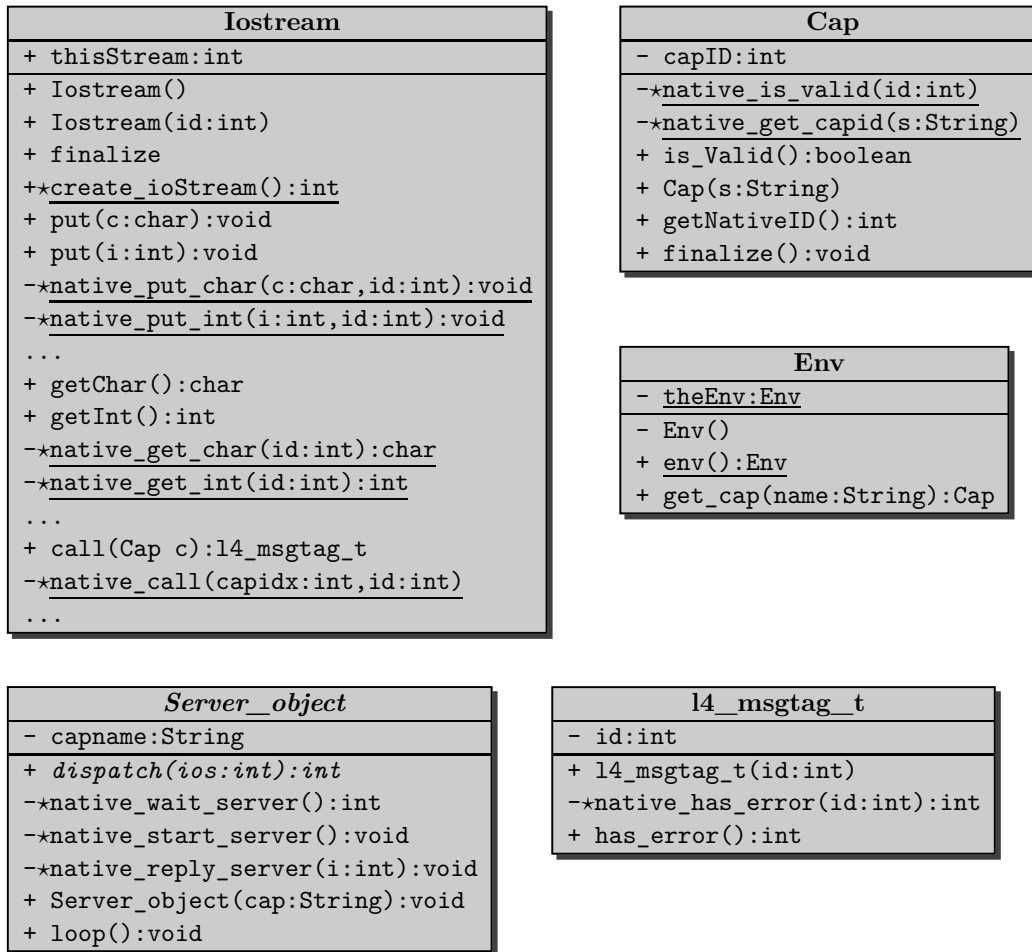 Iostream
+ thisStream:int
+ Iostream()
+ Iostream(id:int)
+ finalize
+⋆create_ioStream():int
+ put(c:char):void
+ put(i:int):void
-⋆native_put_char(c:char,id:int):void
-⋆native_put_int(i:int,id:int):void
...
+ getChar():char
+ getInt():int
-⋆native_get_char(id:int):char
-⋆native_get_int(id:int):int
...
+ call(Cap c):l4_msgtag_t
-⋆native_call(capidx:int,id:int)
...
Cap
- capID:int
-⋆native_is_valid(id:int)
-⋆native_get_capid(s:String)
+ is_Valid():boolean
+ Cap(s:String)
+ getNativeID():int
+ finalize():void
Env
- theEnv:Env
- Env()
+ env():Env
+ get_cap(name:String):Cap
Server_object
- capname:String
+ dispatch(ios:int):int
-⋆native_wait_server():int
-⋆native_start_server():void
-⋆native_reply_server(i:int):void
+ Server_object(cap:String):void
+ loop():void
l4_msgtag_t
- id:int
+ l4_msgtag_t(id:int)
-⋆native_has_error(id:int):int
+ has_error():int